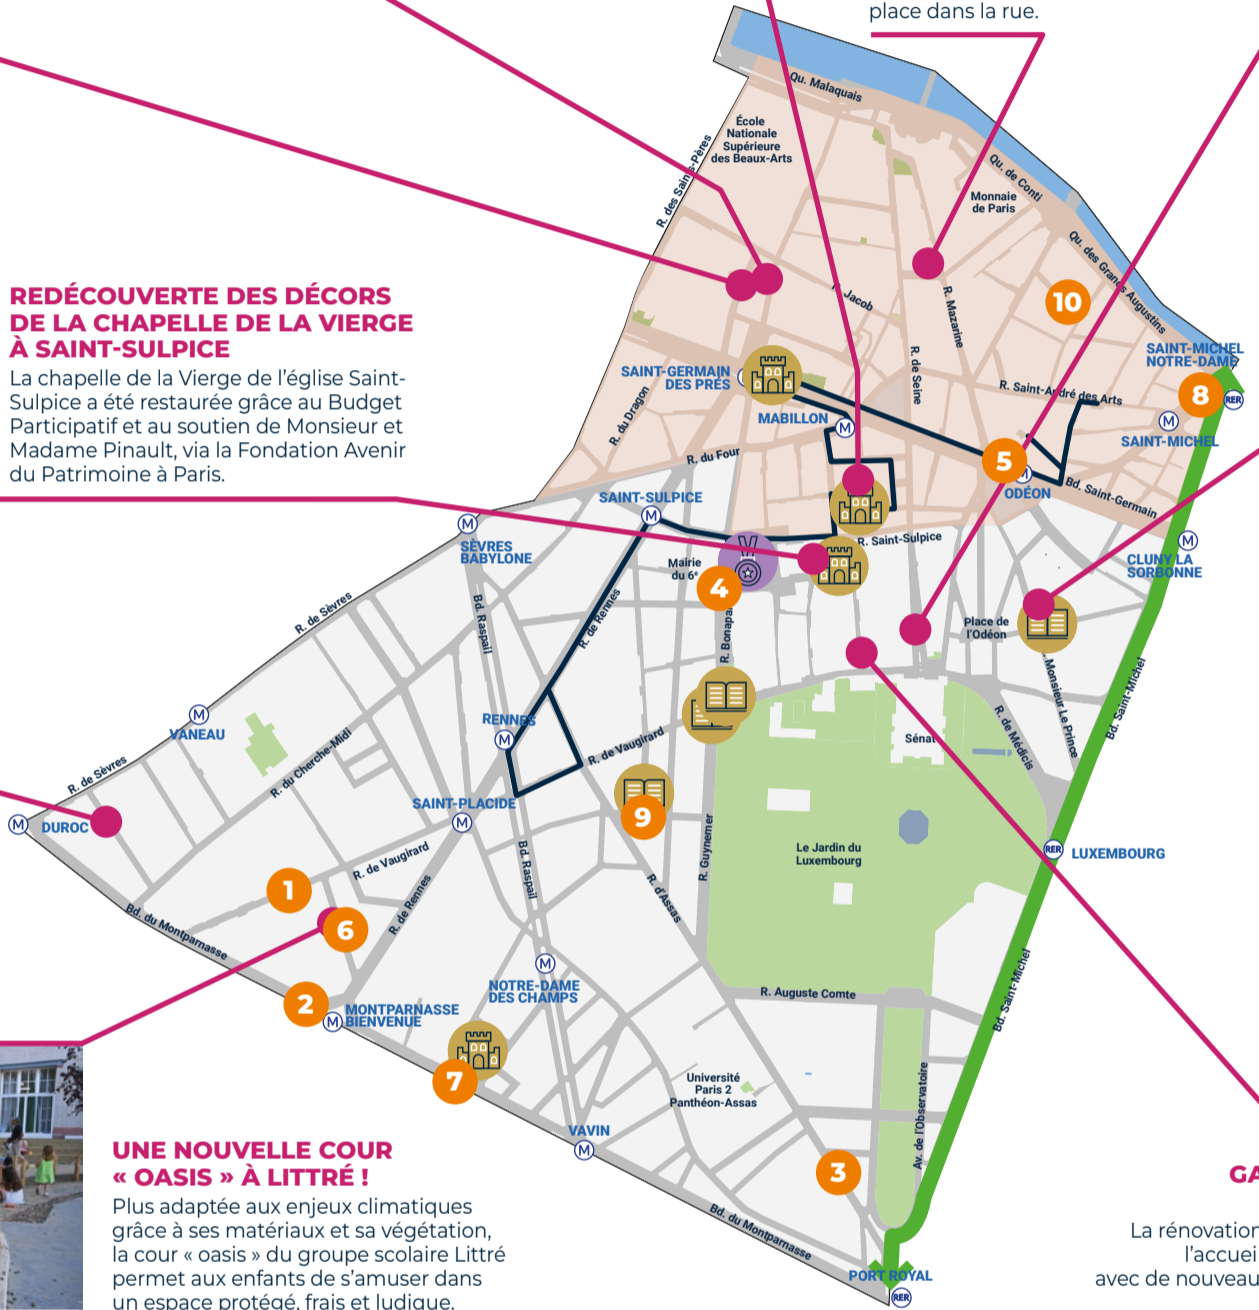 place dans la rue.
Qu. Malaquais
École
Nationale
Supérieure
des Beaux-Arts
R. des Saints-Pères
Qu. de Conti
Monnaie
de Paris
Qu. des Grands Augustins
REDÉCOUVERTE DES DÉCORS
DE LA CHAPELLE DE LA VIERGE
À SAINT-SULPICE
La chapelle de la Vierge de l’église Saint-
Sulpice a été restaurée grâce au Budget
Participatif et au soutien de Monsieur et
Madame Pinault, via la Fondation Avenir
du Patrimoine à Paris.
R. Jacob
R. Mazarine
10
R. de Seine
SAINT-MICHEL
NOTRE-DAME
SAINT-GERMAIN
DES PRÉS
R. du Dragon
R. Saint-André des Arts
8
RER
MABILLON
M
M
SAINT-MICHEL
R. du Four
5
M
ODÉON
Bd. Saint-Germain
SAINT-SULPICE
M
M
SÈVRES
BABYLONE
R. Saint-Sulpice
M
CLUNY LA
SORBONNE
Mairie
du 6e
4
R. de Sèvres
Bd. Raspail
R. de Rennes
R. Bonapar
Place de
l’Odéon
Monsieur Le Prince
Bd. Saint-Michel
M
VANEAU
RENNES
M
R. de Vaugirard
Sénat
R. de Médicis
R. de Sèvres
R. du Cherche-Midi
M
DUROC
SAINT-PLACIDE
M
9
Le Jardin du
Luxembourg
RER
LUXEMBOURG
R. de Vaugirard
Bd. Raspail
R. Guynemer
1
R. de Rennes
R. d’Assas
Bd. du Montparnasse
6
M
NOTRE-DAME
DES CHAMPS
R. Auguste Comte
Bd. Saint-Michel
2
M
MONTPARNASSE
BIENVENUE
7
Université
Paris 2
Panthéon-Assas
Av. de l’Observatoire
VAVIN
M
3
UNE NOUVELLE COUR
« OASIS » À LITTRÉ !
Plus adaptée aux enjeux climatiques
grâce à ses matériaux et sa végétation,
la cour « oasis » du groupe scolaire Littré
permet aux enfants de s’amuser dans
un espace protégé, frais et ludique.
Bd. du Montparnasse
PORT ROYAL
RER
GA
La rénovation
l’accuei
avec de nouveau